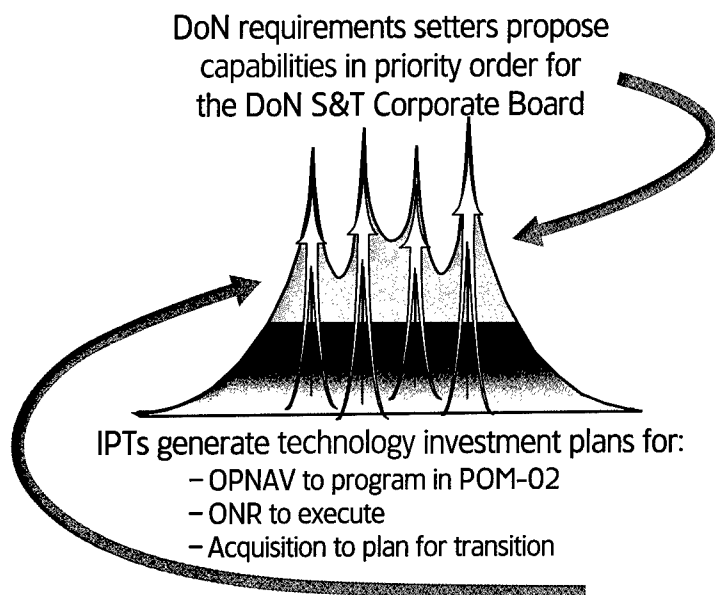 DoN requirements setters propose
capabilities in priority order for
the DoN S&T Corporate Board
IPTs generate technology investment plans for:
– OPNAV to program in POM-02
– ONR to execute
– Acquisition to plan for transition